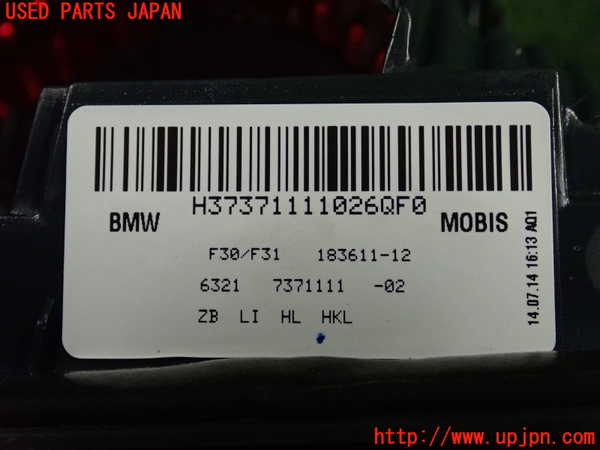 USED PARTS JAPAN
H37371111026QF0
BMW MOBIS
F30/F31 183611-12
6321 7371111 -02
ZB LI HL HKL
14.07.14 16:13 A01
http://www.upjpn.com/